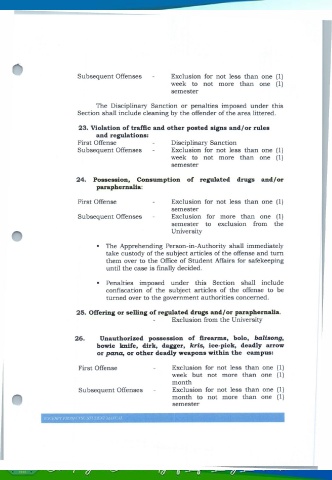 Subsequent Offenses - Exclusion for not less than one (1)
week to not more than one (1)
semester
The Disciplinary Sanction or penalties imposed under this
Section shall include cleaning by the offender of the area littered.
23. Violation of traffic and other posted signs and/or rules
and regulations:
First Offense - Disciplinary Sanction
Subsequent Offenses - Exclusion for not less than one (1)
week to not more than one (1)
semester
24. Possession, Consumption of regulated drugs and/or
paraphernalia:
First Offense - Exclusion for not less than one (1)
semester
Subsequent Offenses - Exclusion for more than one (1)
semester to exclusion from the
University
• The Apprehending Person-in-Authority shall immediately
take custody of the subject articles of the offense and turn
them over to the Office of Student Affairs for safekeeping
until the case is finally decided.
• Penalties imposed under this Section shall include
confiscation of the subject articles of the offense to be
turned over to the government authorities concerned.
25. Offering or selling of regulated drugs and/or paraphernalia.
- Exclusion from the University
26. Unauthorized possession of firearms, bolo, balisong,
bowie knife, dirk, dagger, kris, ice-pick, deadly arrow
or pana, or other deadly weapons within the campus:
First Offense - Exclusion for not less than one (1)
week but not more than one (1)
month
Subsequent Offenses - Exclusion for not less than one (1)
month to not more than one (1)
semester